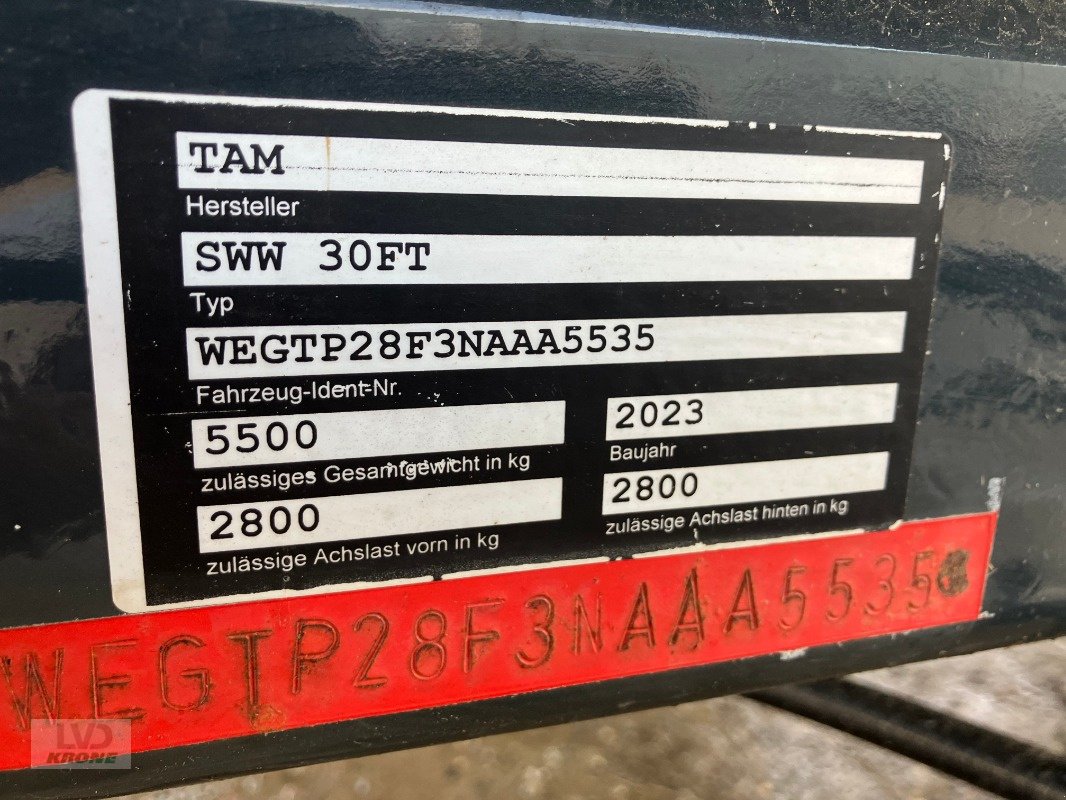 TAM
Hersteller
SWW 30FT
Typ
WEGTP28F3NAAA5535
Fahrzeug-Ident-Nr.
5500
zulässiges Gesamtgewicht in kg
2023
Baujahr
2800
zulässige Achslast vorn in kg
2800
zulässige Achslast hinten in kg
WEGTP28F3NAAA5535
LVD
KRONE